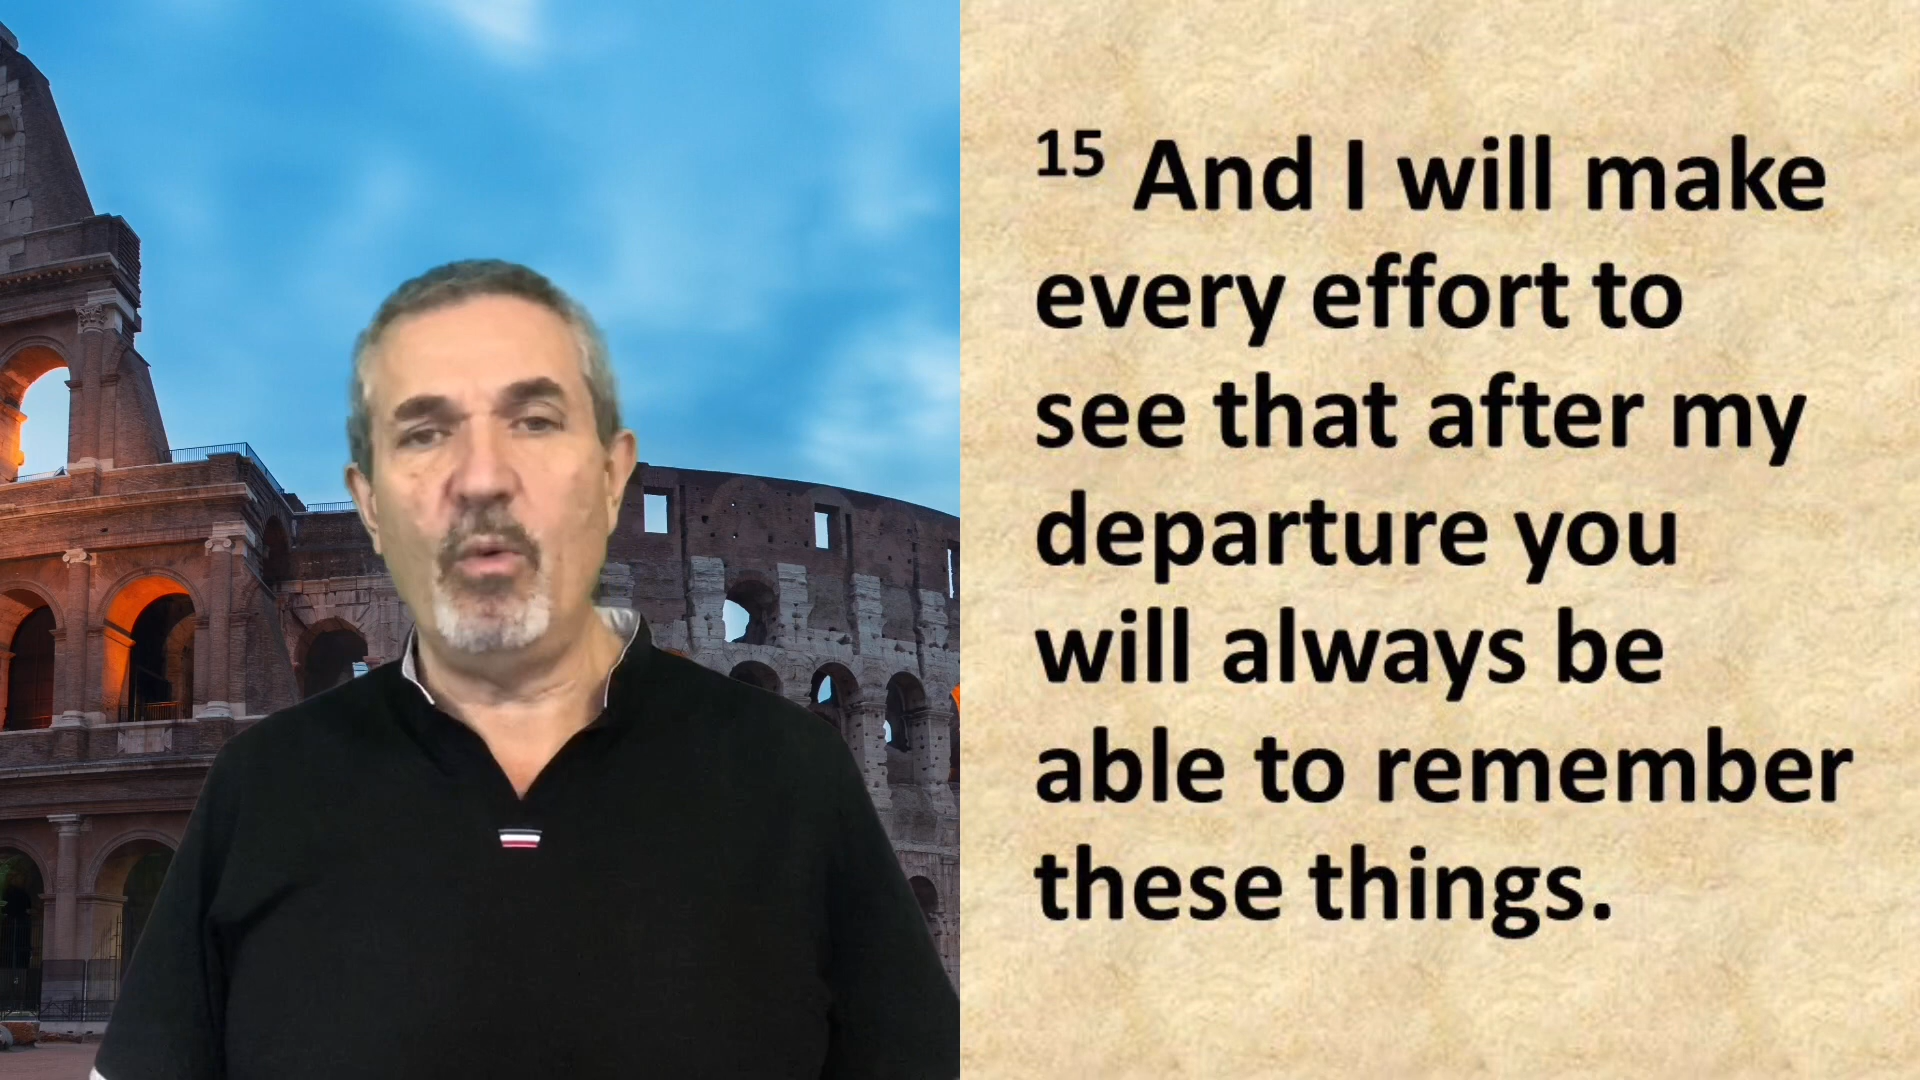 15 And I will make
every effort to
see that after my
departure you
will always be
able to remember
these things.